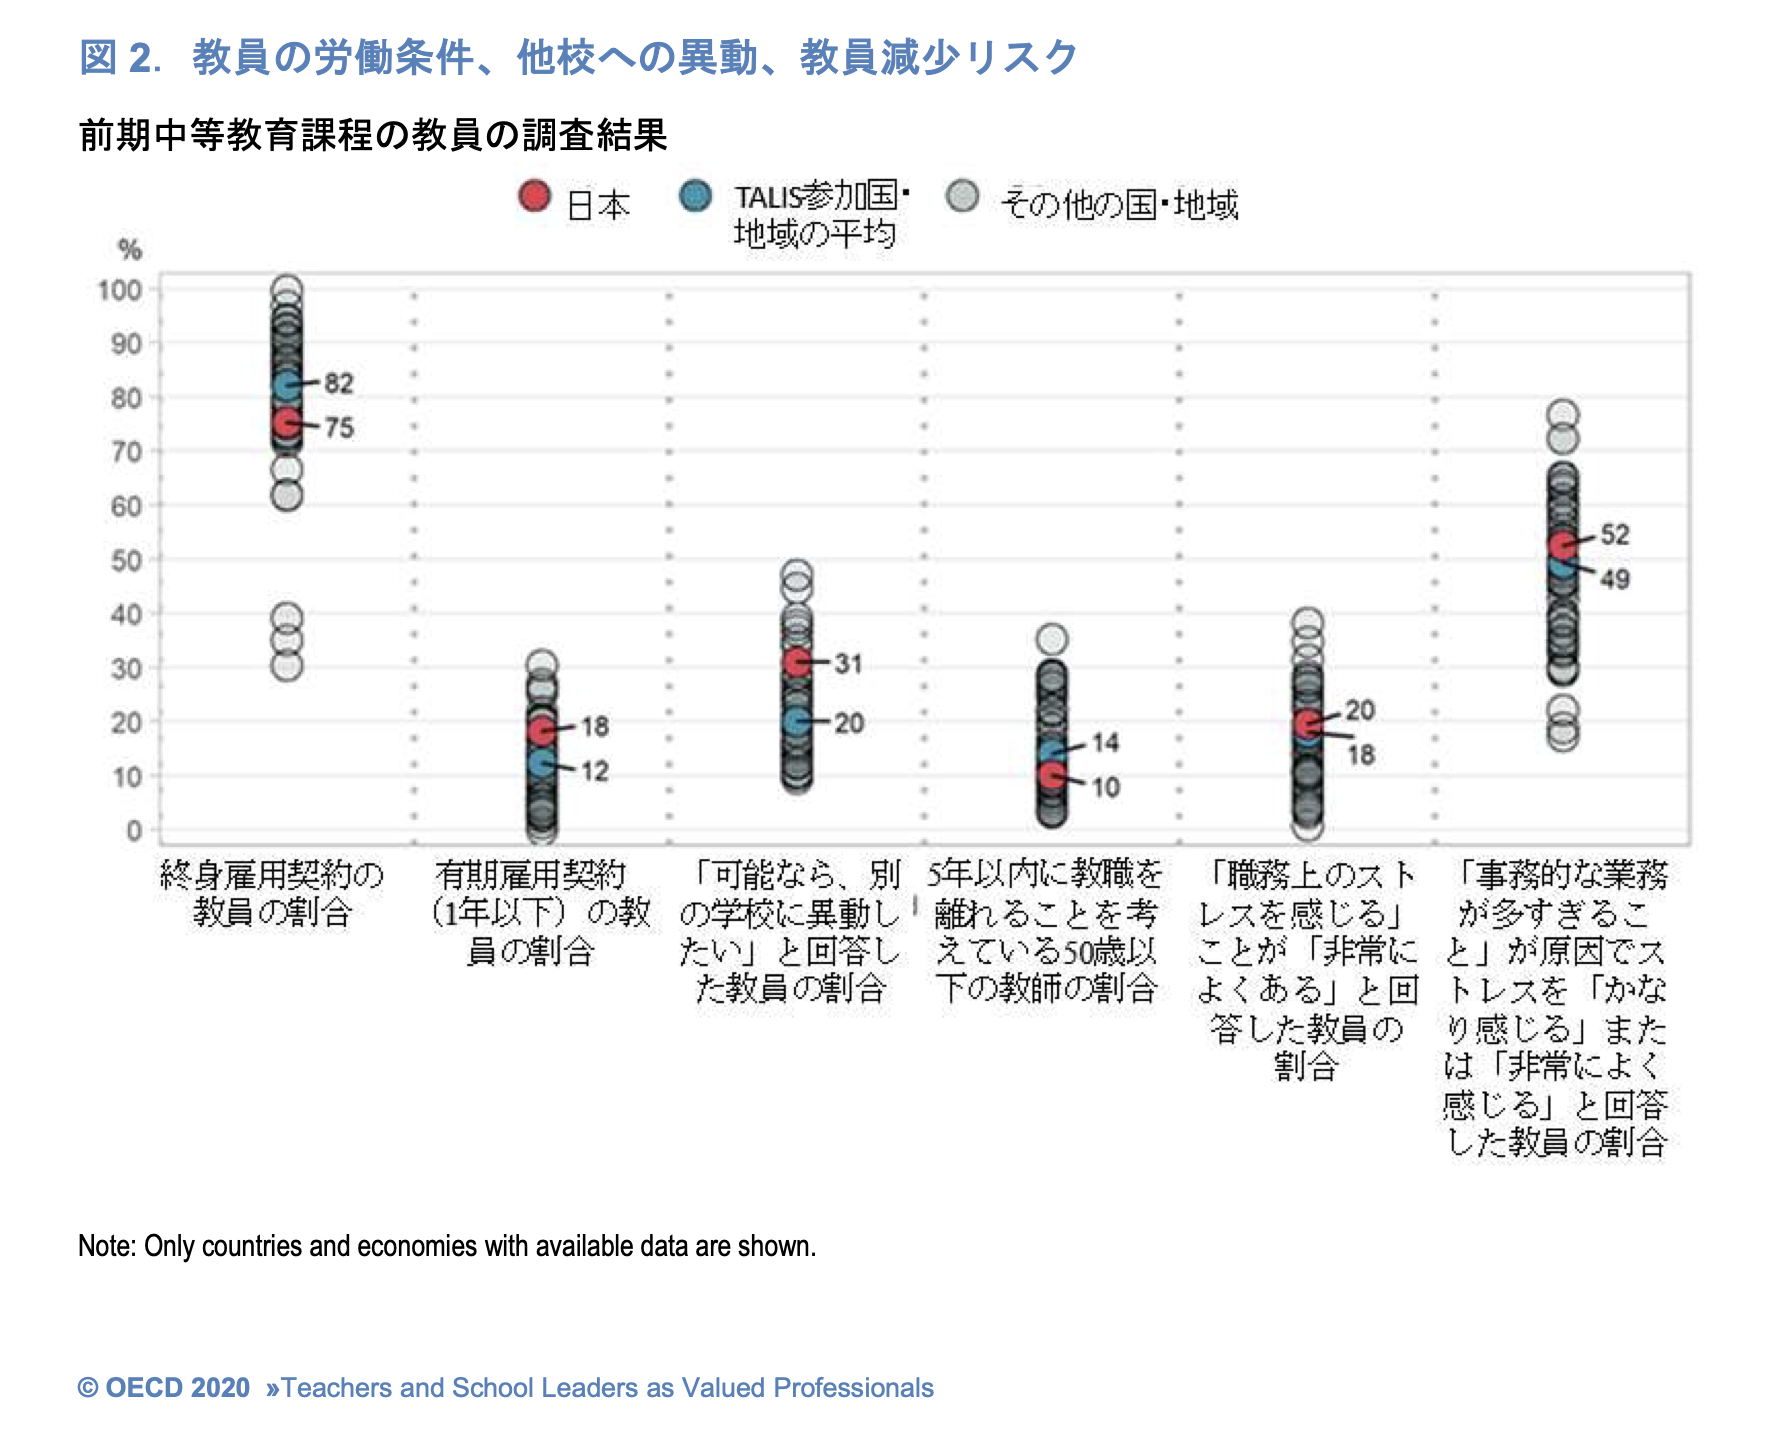 図 2. 教員の労働条件、他校への異動、教員減少リスク
前期中等教育課程の教員の調査結果
日本
TALIS参加国・
地域の平均
その他の国・地域
%
100
90
80
70
60
50
40
30
20
10
0
82
75
18
12
31
20
14
10
20
18
52
49
終身雇用契約の
教員の割合
有期雇用契約
（1年以下）の教
員の割合
「可能なら、別
の学校に異動し
たい」と回答し
た教員の割合
5年以内に教職を
離れることを考
えている50歳以
下の教師の割合
「職務上のスト
レスを感じる」
ことが「非常に
よくある」と回
答した教員の
割合
「事務的な業務
が多すぎるこ
と」が原因でス
トレスを「かな
り感じる」また
は「非常によく
感じる」と回答
した教員の割合
Note: Only countries and economies with available data are shown.
© OECD 2020 »Teachers and School Leaders as Valued Professionals